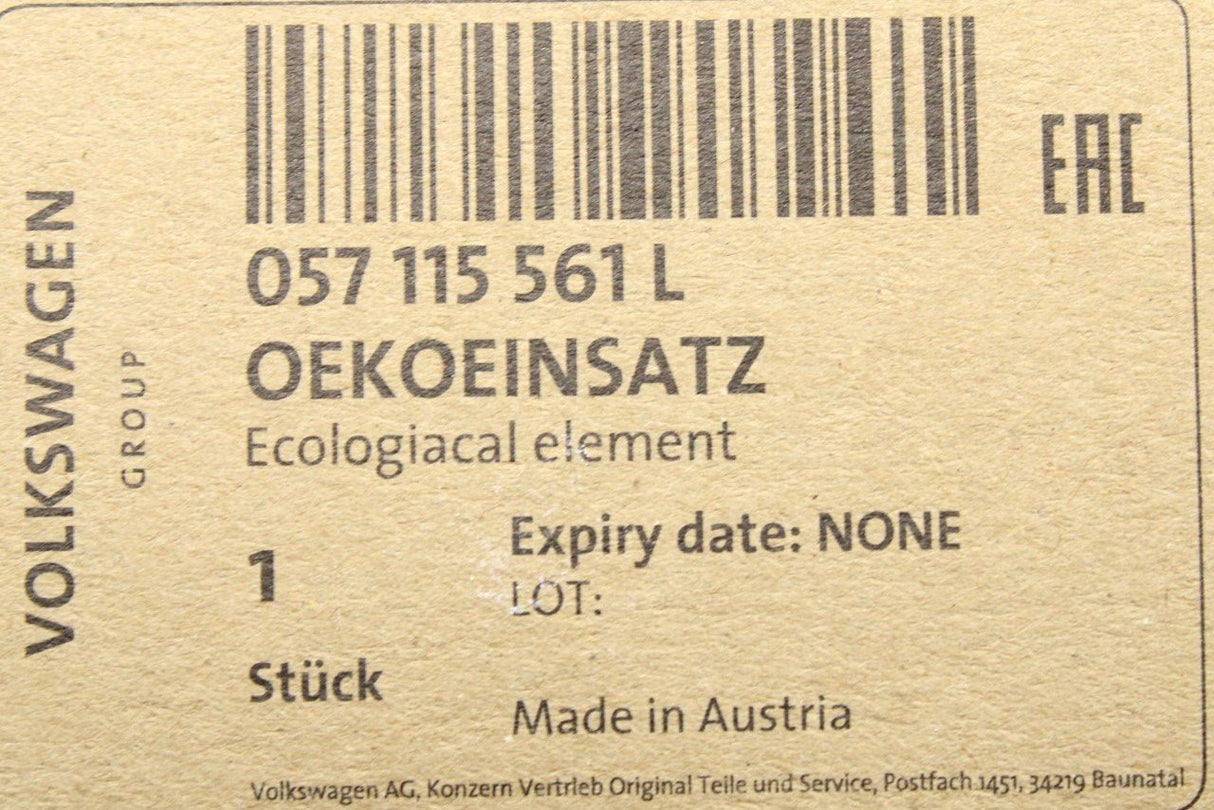 VOLKSWAGEN
GROUP
EAC
057 115 561 L
OEKOEINSATZ
Ecologiacal element
Expiry date: NONE
1
LOT:
Stück
Made in Austria
Volkswagen AG, Konzern Vertrieb Original Teile und Service, Postfach 1451, 34219 Baunatal